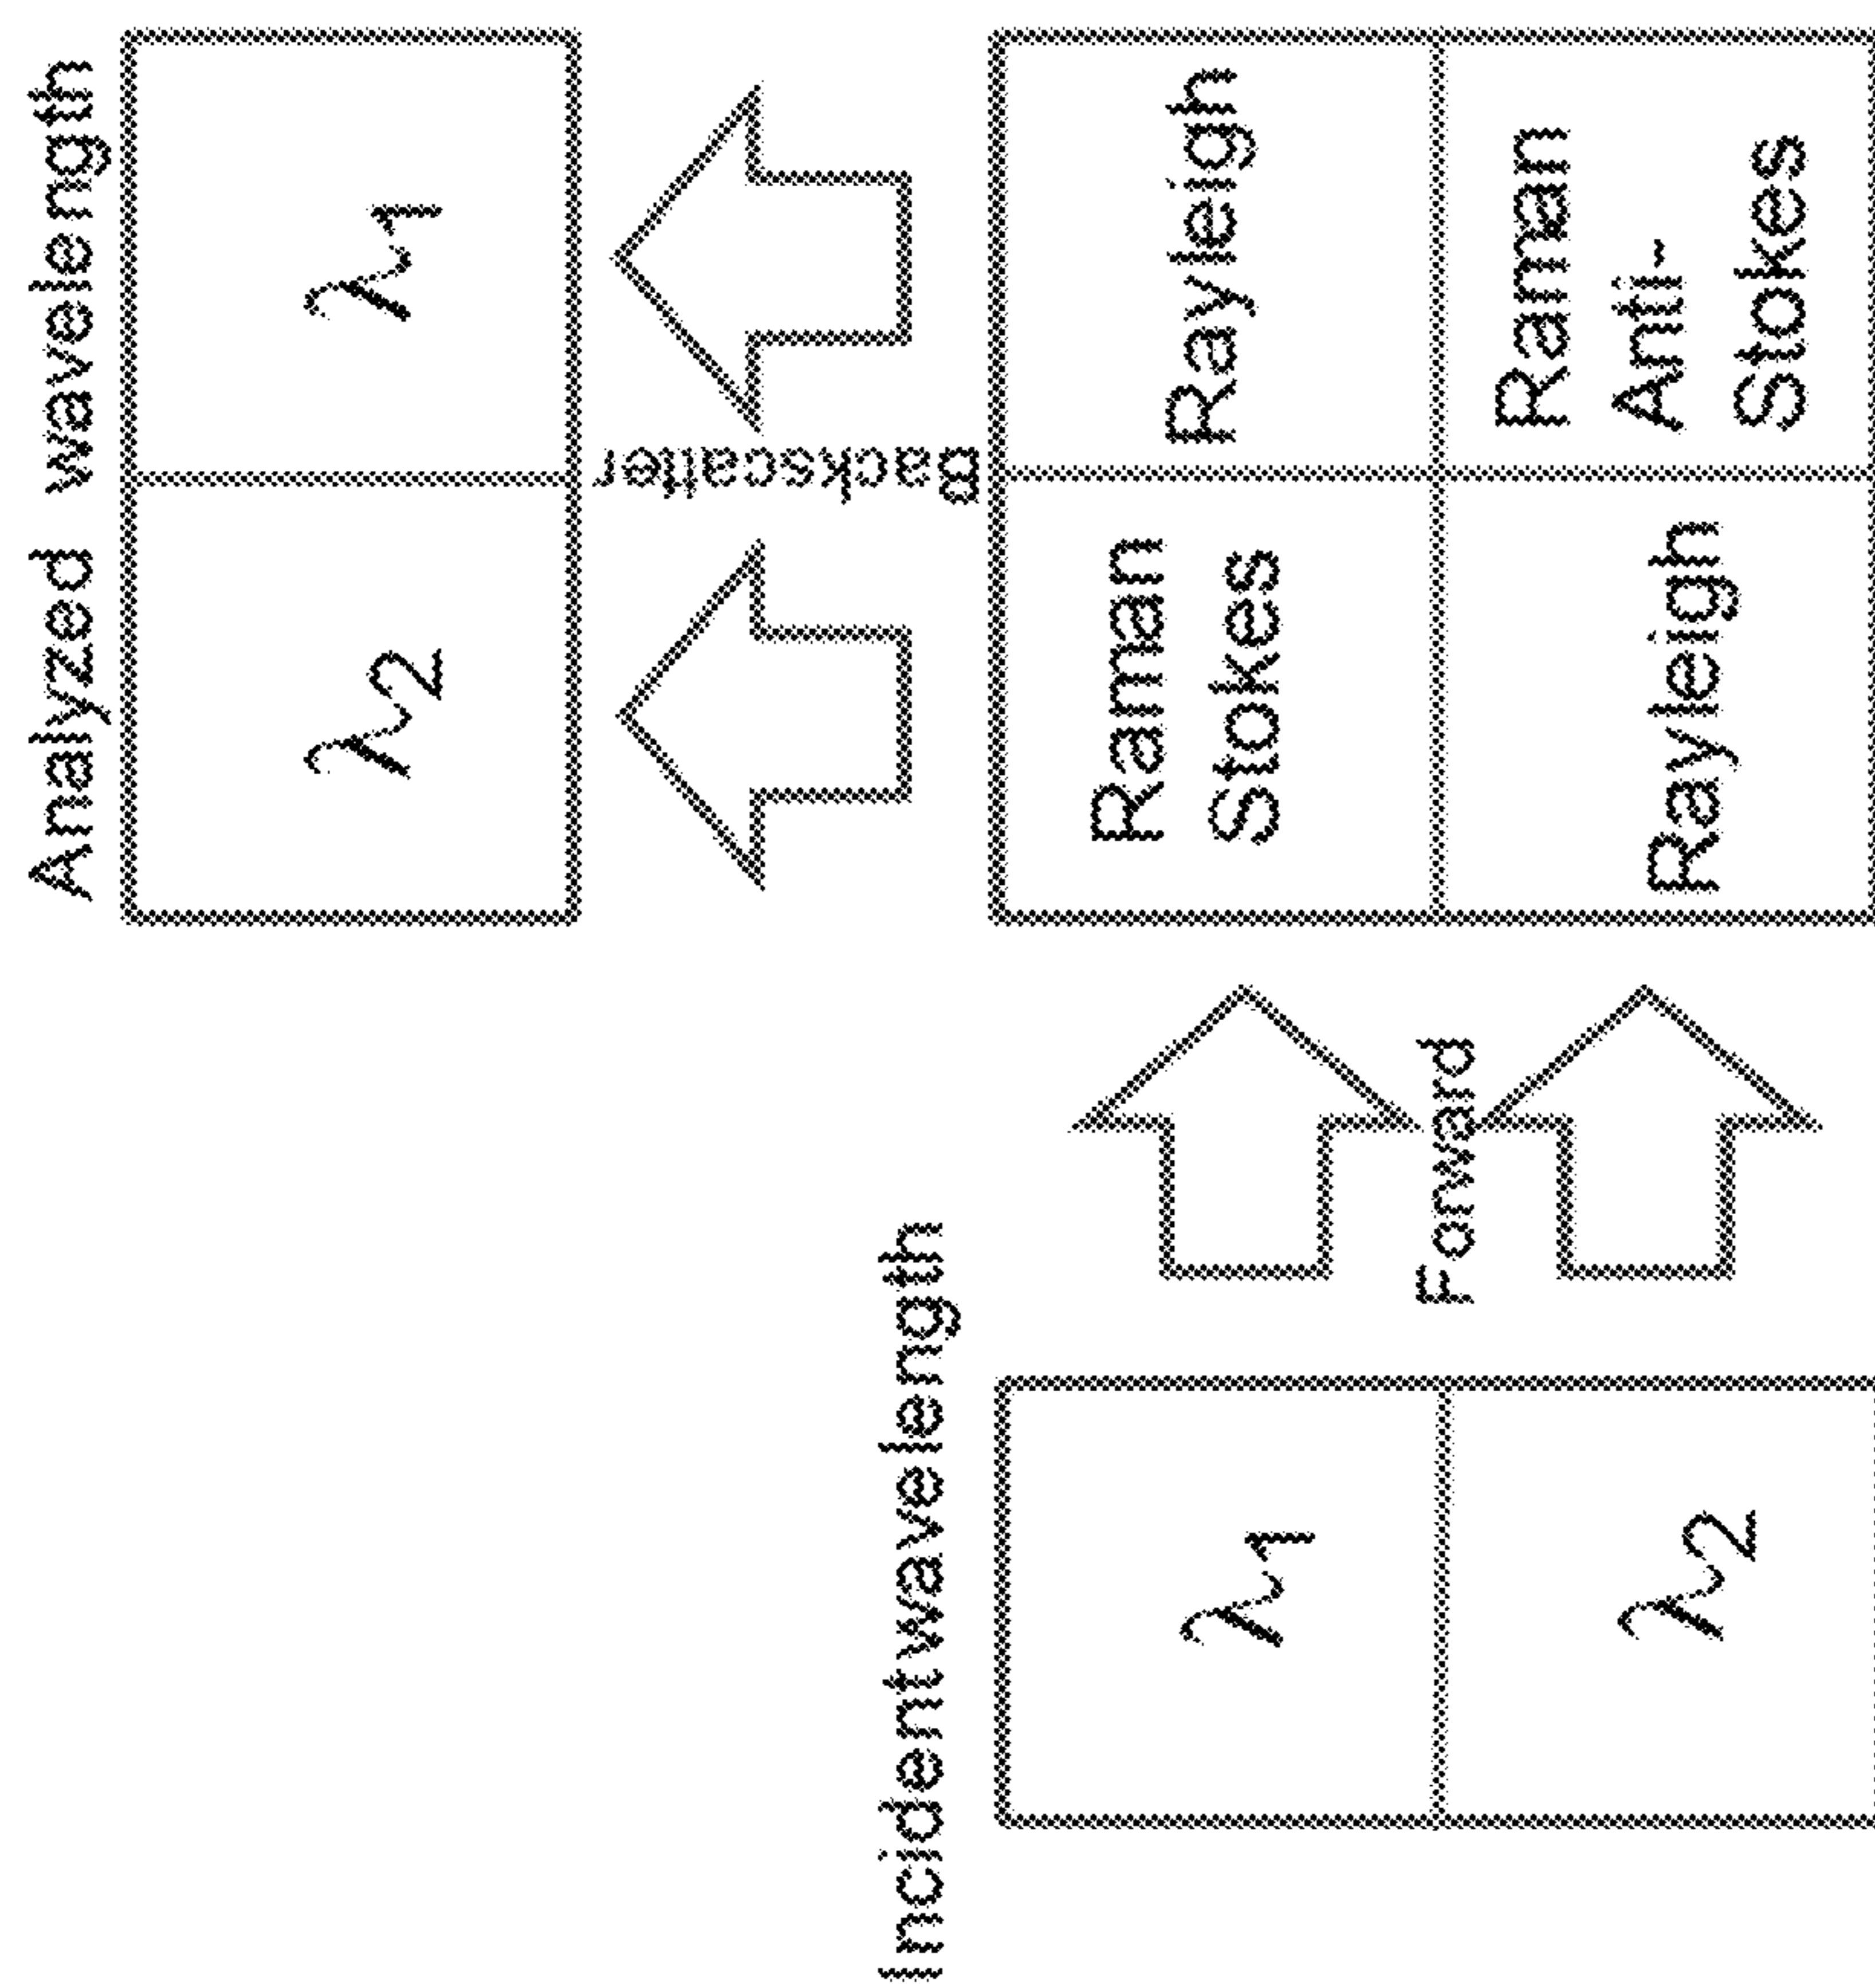 Analyzed wavelength
λ2
λ1
Backscatter
Incident wavelength
λ1
Raman
Stokes
Rayleigh
Forward
λ2
Rayleigh
Raman
Anti-
Stokes